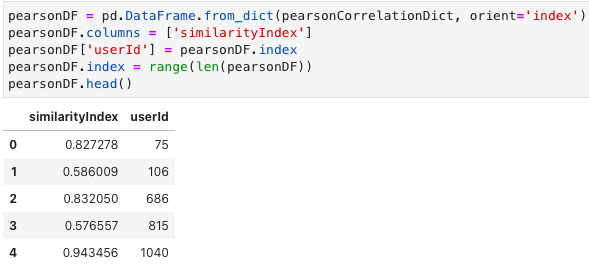 pearsonDF = pd.DataFrame.from_dict(pearsonCorrelationDict, orient='index')
pearsonDF.columns = ['similarityIndex']
pearsonDF['userId'] = pearsonDF.index
pearsonDF.index = range(len(pearsonDF))
pearsonDF.head()
similarityIndex userId
0 0.827278 75
1 0.586009 106
2 0.832050 686
3 0.576557 815
4 0.943456 1040